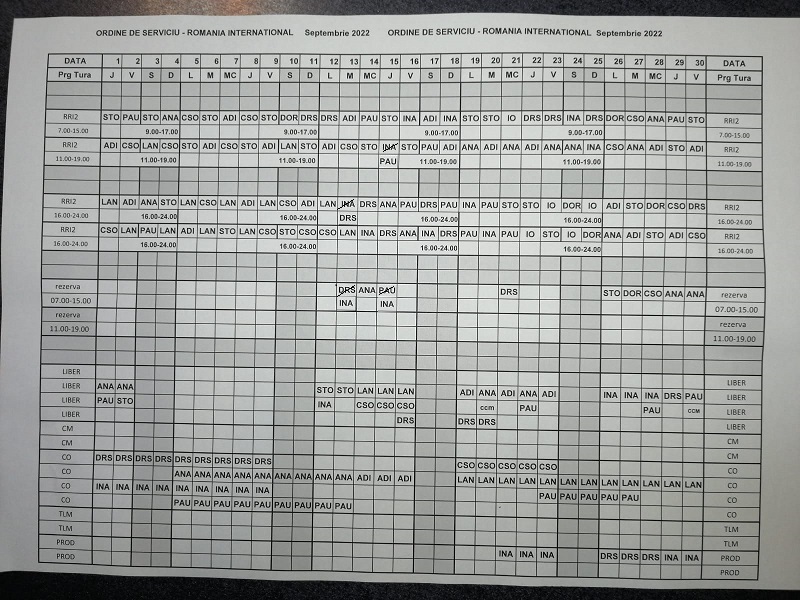 ORDINE DE SERVICIU - ROMANIA INTERNATIONAL Septembrie 2022 ORDINE DE SERVICIU - ROMANIA INTERNATIONAL Septembrie 2022
DATA 1 2 3 4 5 6 7 8 9 10 11 12 13 14 15 16 17 18 19 20 21 22 23 24 25 26 27 28 29 30 DATA
Prg Tura J V S D L M MC J V S D L M MC J V S D L M MC J V S D L M MC J V Prg Tura
RRI2 STO PAU STO ANA CSO STO ADI CSO STO DOR DRS DRS ADI PAU STO INA ADI INA STO STO IO DRS DRS INA DRS DOR CSO ANA PAU STO RRI2
7.00-15.00 9.00-17.00 9.00-17.00 9.00-17.00 9.00-17.00 7.00-15.00
RRI2 ADI CSO LAN CSO STO ADI CSO STO ADI LAN STO ADI CSO STO INA STO PAU ADI ANA ADI ANA ADI ANA ANA INA CSO ANA ADI STO ADI RRI2
11.00-19.00 11.00-19.00 11.00-19.00 PAU 11.00-19.00 11.00-19.00 11.00-19.00
RRI2 LAN ADI ANA STO LAN CSO LAN ADI LAN CSO ADI LAN INA DRS ANA PAU DRS PAU INA PAU STO STO IO DOR IO ADI STO DOR CSO DRS RRI2
16.00-24.00 16.00-24.00 16.00-24.00 DRS 16.00-24.00 16.00-24.00 16.00-24.00
RRI2 CSO LAN PAU LAN ADI LAN STO LAN CSO STO CSO CSO LAN INA DRS ANA INA DRS PAU INA PAU IO STO IO DOR ANA ADI STO ADI CSO RRI2
16.00-24.00 16.00-24.00 16.00-24.00 16.00-24.00 16.00-24.00 16.00-24.00
rezerva DRS ANA PAU DRS STO DOR CSO ANA ANA rezerva
07.00-15.00 INA INA 07.00-15.00
rezerva rezerva
11.00-19.00 11.00-19.00
LIBER LIBER
LIBER ANA ANA STO STO LAN LAN LAN ADI ANA ADI ANA ADI INA INA INA DRS PAU LIBER
LIBER PAU STO INA CSO CSO CSO ccm PAU PAU ccm LIBER
LIBER DRS DRS DRS LIBER
CM CM
CM CM
CO DRS DRS DRS DRS DRS DRS DRS DRS DRS CSO CSO CSO CSO CSO CO
CO ANA ANA ANA ANA ANA ANA ANA ANA ANA ADI ADI ADI LAN LAN LAN LAN LAN LAN LAN LAN LAN LAN LAN LAN CO
CO INA INA INA INA INA INA INA INA INA PAU PAU PAU PAU PAU CO
CO PAU PAU PAU PAU PAU PAU PAU PAU PAU CO
TLM TLM
TLM TLM
PROD INA INA INA DRS DRS DRS INA INA PROD
PROD